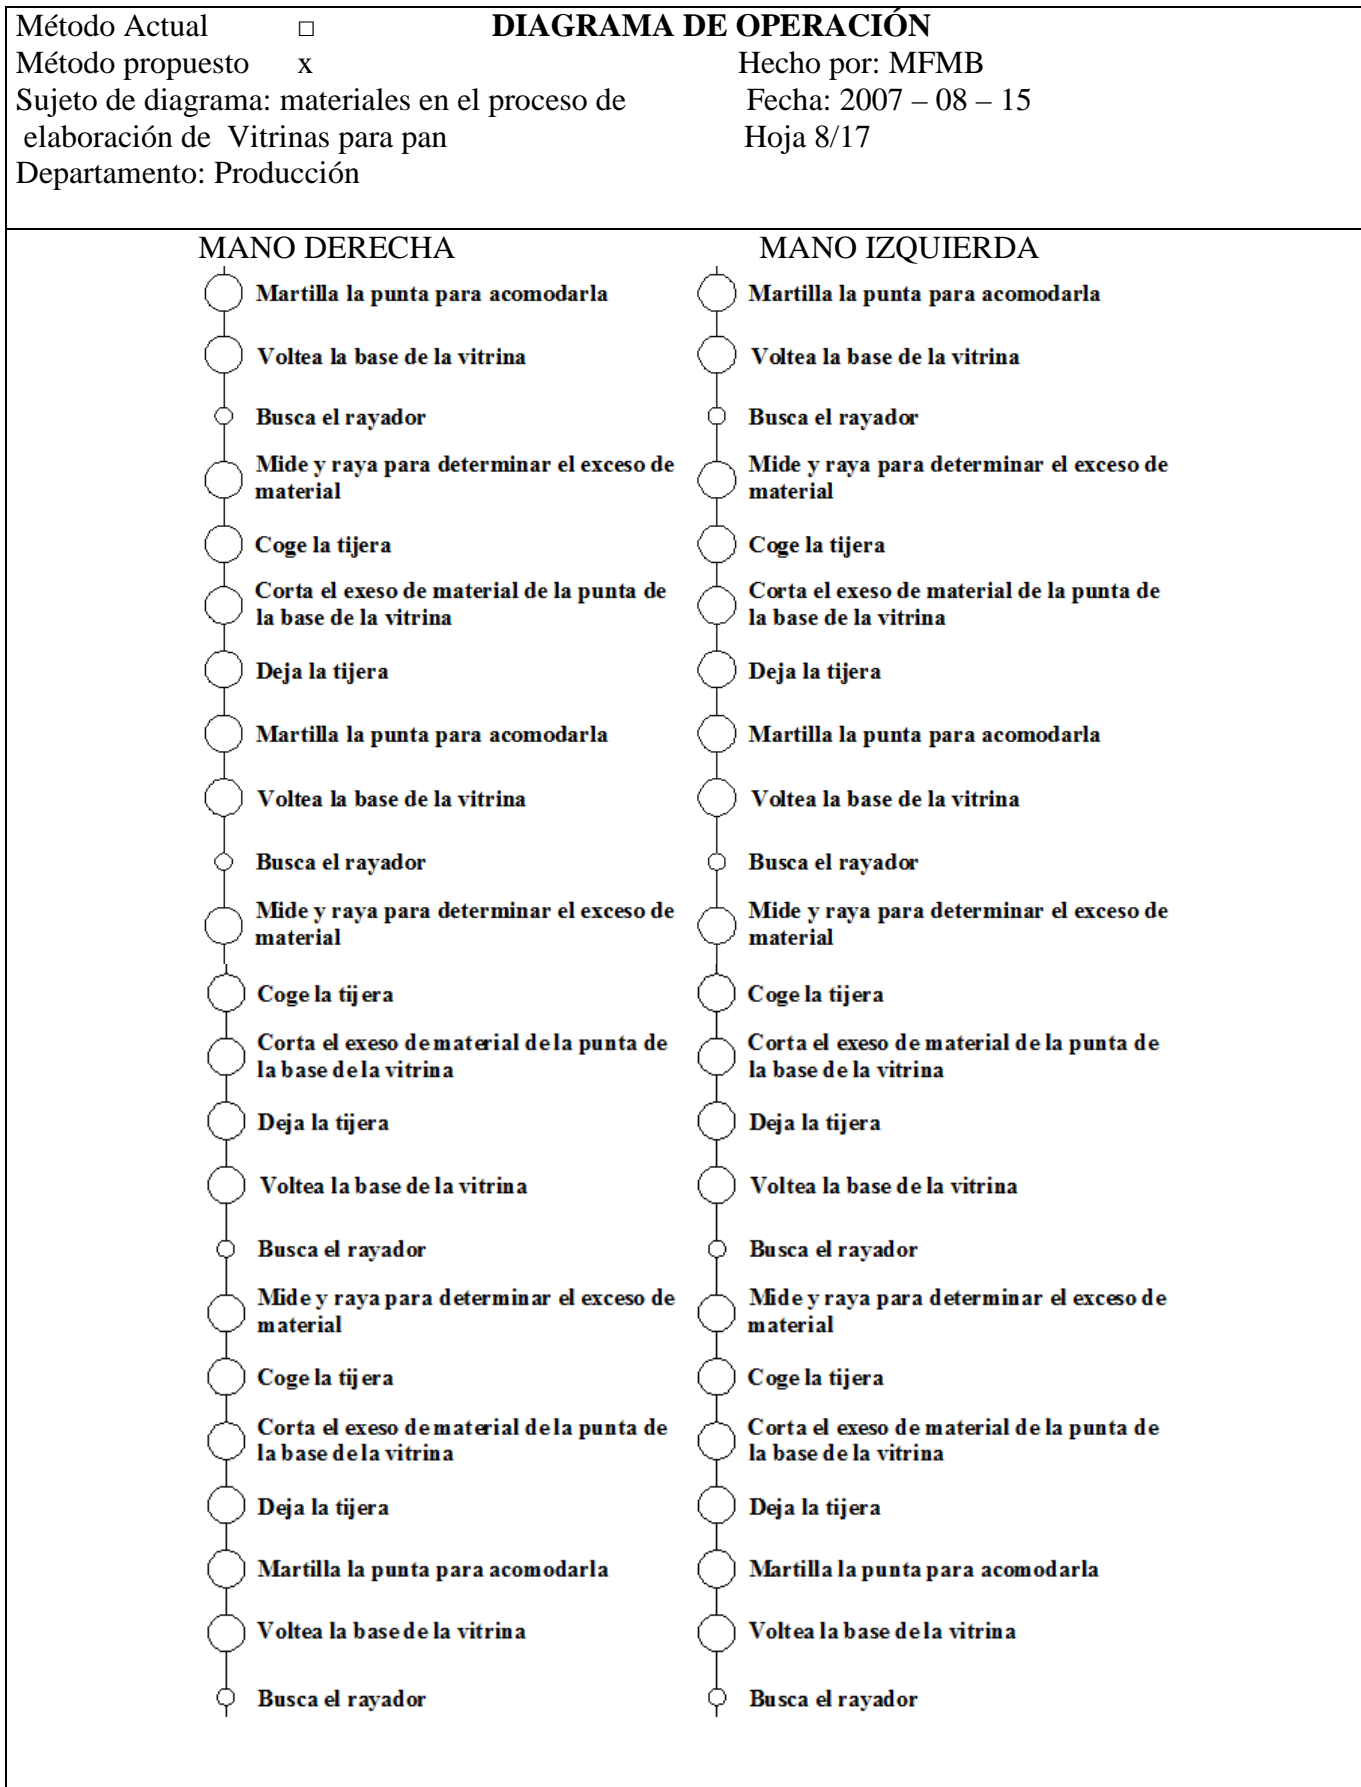 Método Actual □ DIAGRAMA DE OPERACIÓN
Método propuesto x Hecho por: MFMB
Sujeto de diagrama: materiales en el proceso de Fecha: 2007 – 08 – 15
elaboración de Vitrinas para pan Hoja 8/17
Departamento: Producción
MANO DERECHA MANO IZQUIERDA
Martilla la punta para acomodarla Martilla la punta para acomodarla
Voltea la base de la vitrina Voltea la base de la vitrina
Busca el rayador Busca el rayador
Mide y raya para determinar el exceso de Mide y raya para determinar el exceso de
material material
Coge la tijera Coge la tijera
Corta el exeso de material de la punta de Corta el exeso de material de la punta de
la base de la vitrina la base de la vitrina
Deja la tijera Deja la tijera
Martilla la punta para acomodarla Martilla la punta para acomodarla
Voltea la base de la vitrina Voltea la base de la vitrina
Busca el rayador Busca el rayador
Mide y raya para determinar el exceso de Mide y raya para determinar el exceso de
material material
Coge la tijera Coge la tijera
Corta el exeso de material de la punta de Corta el exeso de material de la punta de
la base de la vitrina la base de la vitrina
Deja la tijera Deja la tijera
Voltea la base de la vitrina Voltea la base de la vitrina
Busca el rayador Busca el rayador
Mide y raya para determinar el exceso de Mide y raya para determinar el exceso de
material material
Coge la tijera Coge la tijera
Corta el exeso de material de la punta de Corta el exeso de material de la punta de
la base de la vitrina la base de la vitrina
Deja la tijera Deja la tijera
Martilla la punta para acomodarla Martilla la punta para acomodarla
Voltea la base de la vitrina Voltea la base de la vitrina
Busca el rayador Busca el rayador